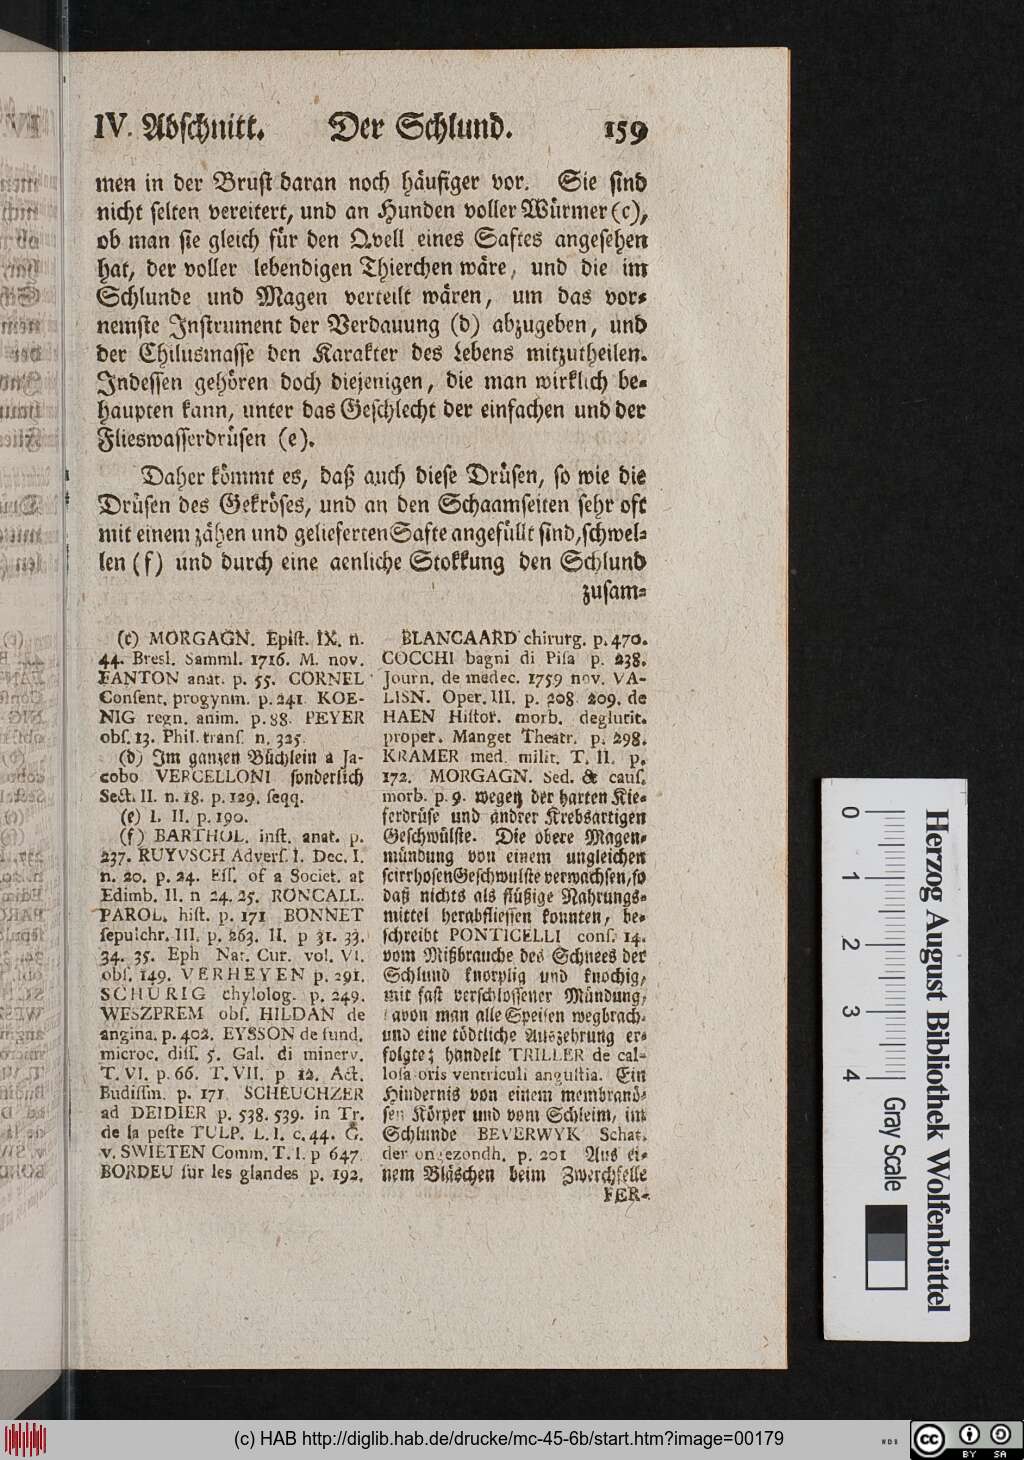 IV. Abschnitt. Der Schlund. 159
men in der Brust daran noch häufiger vor. Sie sind
nicht selten vereitert, und an Hunden voller Würmer (c),
ob man sie gleich für den Qvell eines Saftes angesehen
hat, der voller lebendigen Thierchen wäre, und die im
Schlunde und Magen verteilt wären, um das vor-
nemste Instrument der Verdauung (d) abzugeben, und
der Chilusmasse den Karakter des Lebens mitzutheilen.
Indessen gehören doch diejenigen, die man wirklich be-
haupten kann, unter das Geschlecht der einfachen und der
Flieswasserdrüsen (e).
Daher kömmt es, daß auch diese Drüsen, so wie die
Drüsen des Gekröses, und an den Schaamseiten sehr oft
mit einem zähen und gelieferten Safte angefüllt sind, schwel-
len (f) und durch eine aenliche Stokkung den Schlund
zusam-
(c) MORGAGN. Epist. IX. n.
44. Bresl. Samml. 1716. M. nov.
FANTON anat. p. 55. CORNEL
Consent. progynm. p. 241. KOE-
NIG regn. anim. p. 88. PEYER
obs. 13. Phil. trans. n. 325.
(d) Im ganzen Büchlein a Ja-
cobo VERCELLONI sonderlich
Sect. II. n. 18. p. 129. seqq.
(e) l. II. p. 190.
(f) BARTHOL. inst. anat. p.
237. RUYVSCH Advers. I. Dec. I.
n. 20. p. 24. Ess. of a Societ. at
Edimb. II. n 24. 25. RONCALL.
PAROL. hist. p. 171 BONNET
sepulchr. III. p. 263. II. p 31. 33.
34. 35. Eph Nat. Cur. vol. VI.
obs. 149. VERHEYEN p. 291.
SCHURIG chylolog. p. 249.
WESZPREM obs. HILDAN de
angina. p. 402. EYSSON de fund.
microc. diss. 5. Gal. di minerv.
T. VI. p. 66. T. VII. p 12. Act.
Budissin. p. 171. SCHEUCHZER
ad DEIDIER p. 538. 539. in Tr.
de la peste TULP. L. I. c. 44. G.
v. SWIETEN Comm. T. I. p 647.
BORDEU sur les glandes p. 192.
BLANCAARD chirurg. p. 470.
COCCHI bagni di Pisa p. 238.
Journ. de medec. 1759 nov. VA-
LISN. Oper. III. p. 208. 209. de
HAEN Histor. morb. deglutit.
proper. Manget Theatr. p. 298.
KRAMER med. milit. T. II. p.
172. MORGAGN. Sed. & caus.
morb. p. 9. wegen der harten Kie-
ferdrüse und andrer Krebsartigen
Geschwülste. Die obere Magen-
mündung von einem ungleichen
scirrhosen Geschwulste verwachsen, so
daß nichts als flüßige Nahrungs-
mittel herabfliessen konnten, be-
schreibt PONTICELLI cons. 14.
vom Mißbrauche des Schnees der
Schlund knorplig und knochig,
mit fast verschlossener Mündung,
avon man alle Speisen wegbrach,
und eine tödtliche Auszehrung er-
folgte; handelt TRILLER de cal-
losa oris ventriculi angustia. Ein
Hindernis von einem membranö-
sen Körper und vom Schleim, im
Schlunde BEVERWYK Schat.
der ongezondh. p. 201 Aus ei-
nem Bläschen beim Zwerchfelle
FER-
Herzog August Bibliothek Wolfenbüttel
0 1 2 3 4
Gray Scale
(c) HAB http://diglib.hab.de/drucke/mc-45-6b/start.htm?image=00179
WDB
cc BY SA